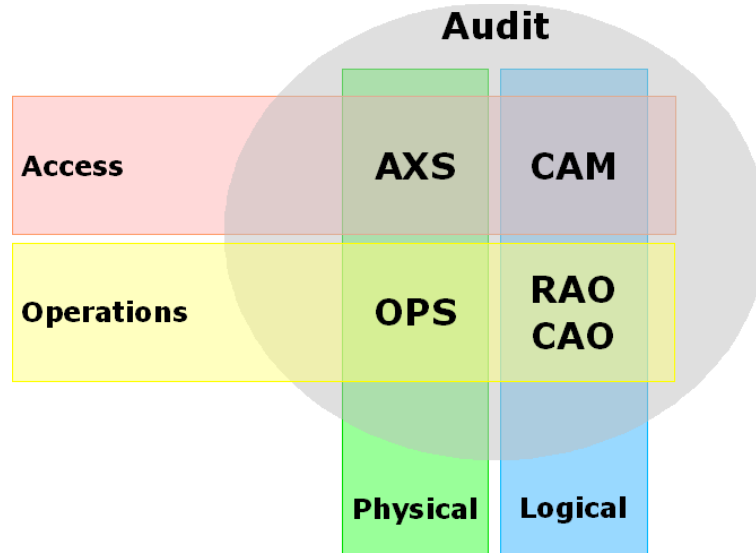 Audit
Access
AXS
CAM
Operations
OPS
RAO
CAO
Physical
Logical